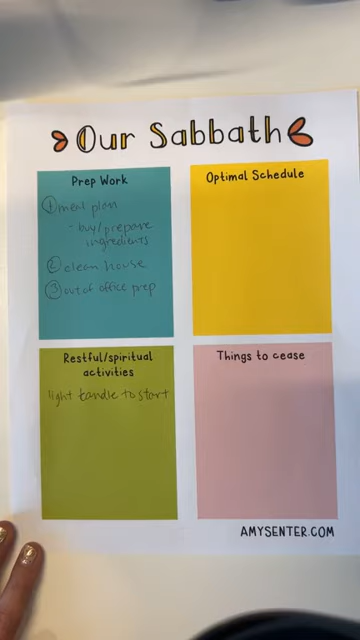 Our Sabbath
Prep Work
① meal plan
- buy/prepare
ingredients
② clean house
③ out of office prep
Optimal Schedule
Restful/spiritual
activities
light candle to start
Things to cease
AMYSENTER.COM